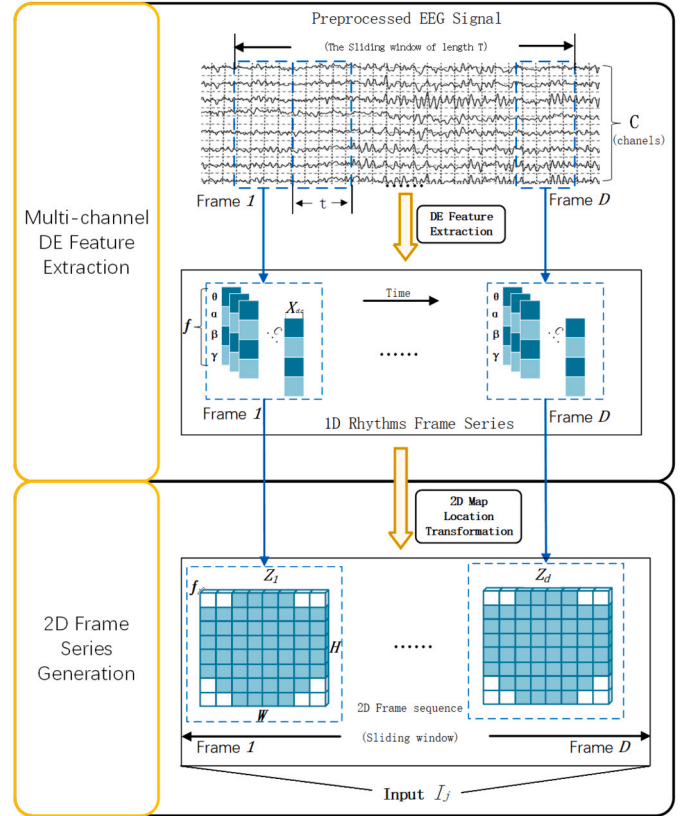 Preprocessed EEG Signal
(The Sliding window of length T)
C
(chanels)
Frame 1
t
......
Frame D
Multi-channel
DE Feature
Extraction
DE Feature
Extraction
θ
α
β
γ
f
X
C
Time
......
C
Frame 1
Frame D
1D Rhythms Frame Series
2D Map
Location
Transformation
2D Frame
Series
Generation
f
Z1
H
W
......
Zd
2D Frame sequence
(Sliding window)
Frame 1
Frame D
Input Ij